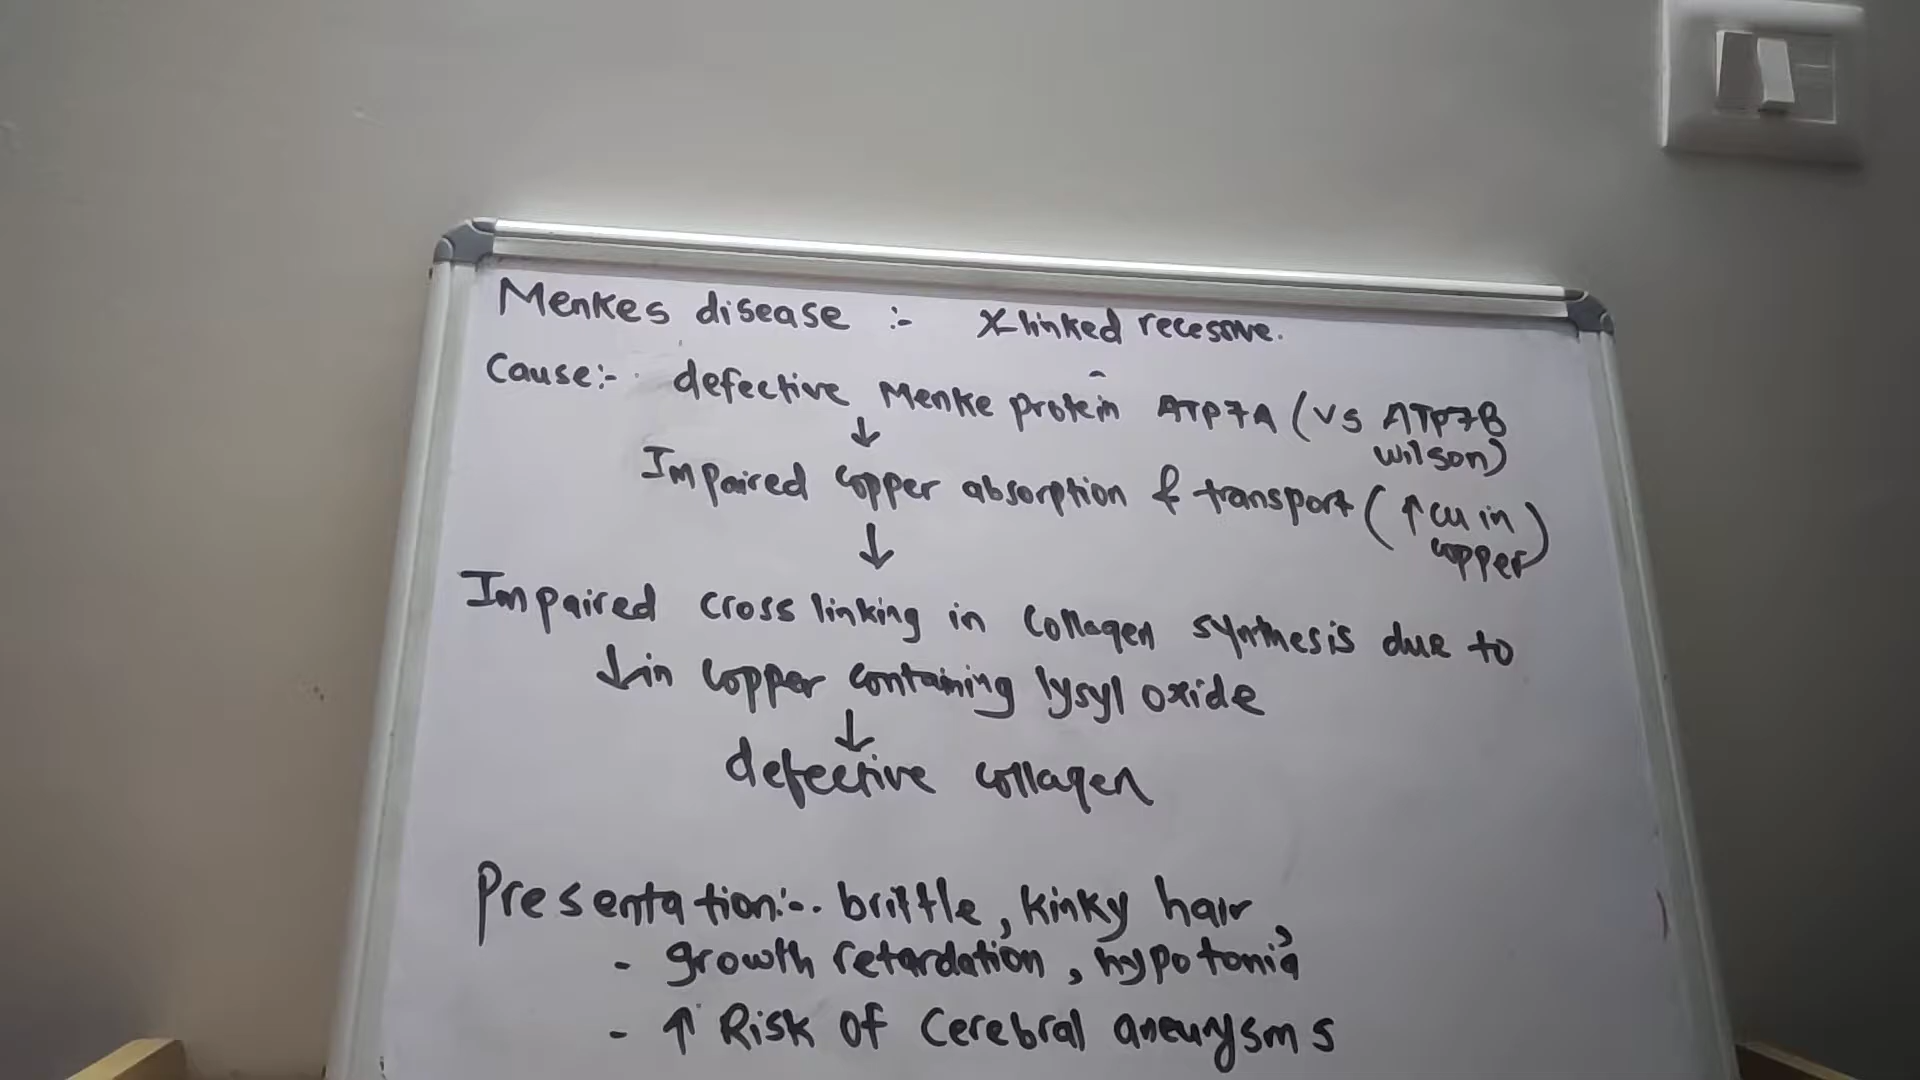 Menkes disease :- X-linked recessive.
Cause:- defective Menke protein ATP7A (vs ATP7B
wilson)
↓
Impaired copper absorption & transport (↑ cu in
copper)
↓
Impaired cross linking in collagen synthesis due to
↓ in copper containing lysyl oxide
↓
defective collagen
Presentation:-. brittle, kinky hair,
- growth retardation, hypotonia
- ↑ Risk of cerebral aneurysms